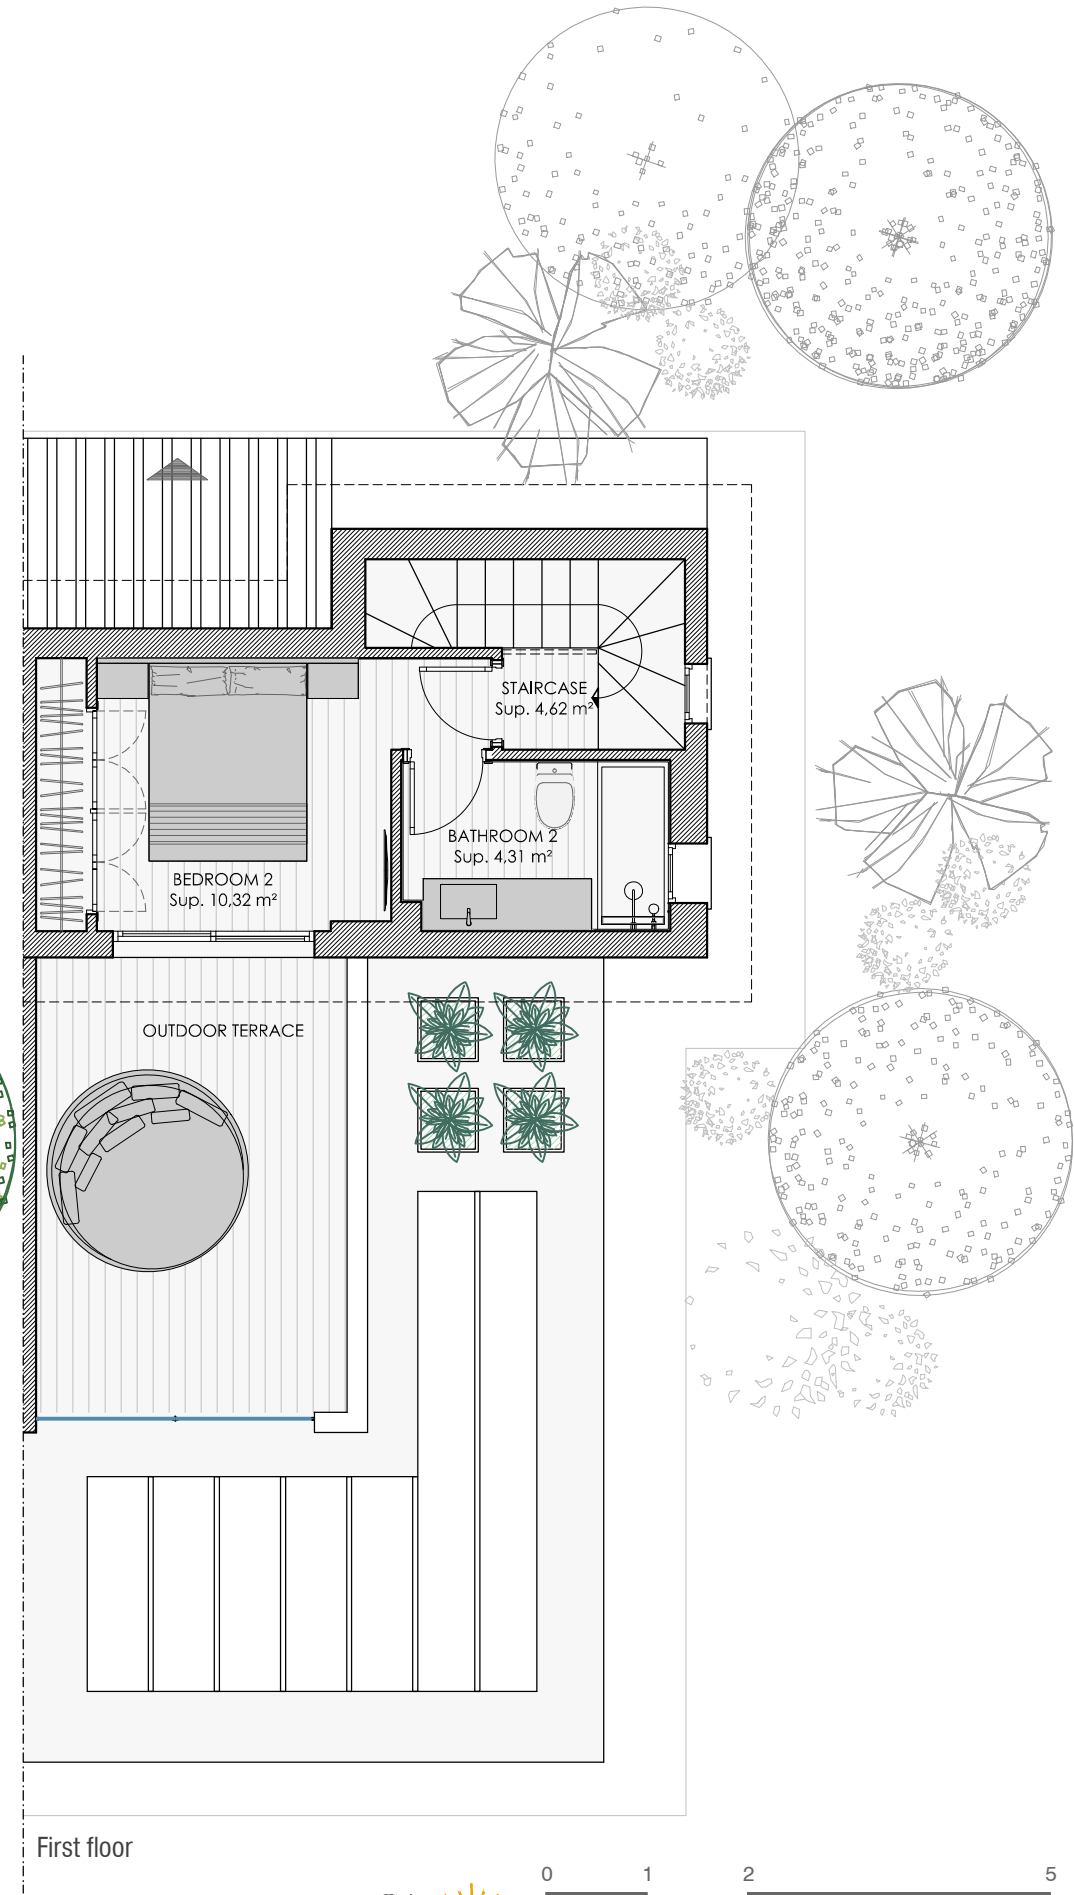 STAIRCASE
Sup. 4,62 m²
BATHROOM 2
Sup. 4,31 m²
BEDROOM 2
Sup. 10,32 m²
OUTDOOR TERRACE
First floor
0 1 2 5